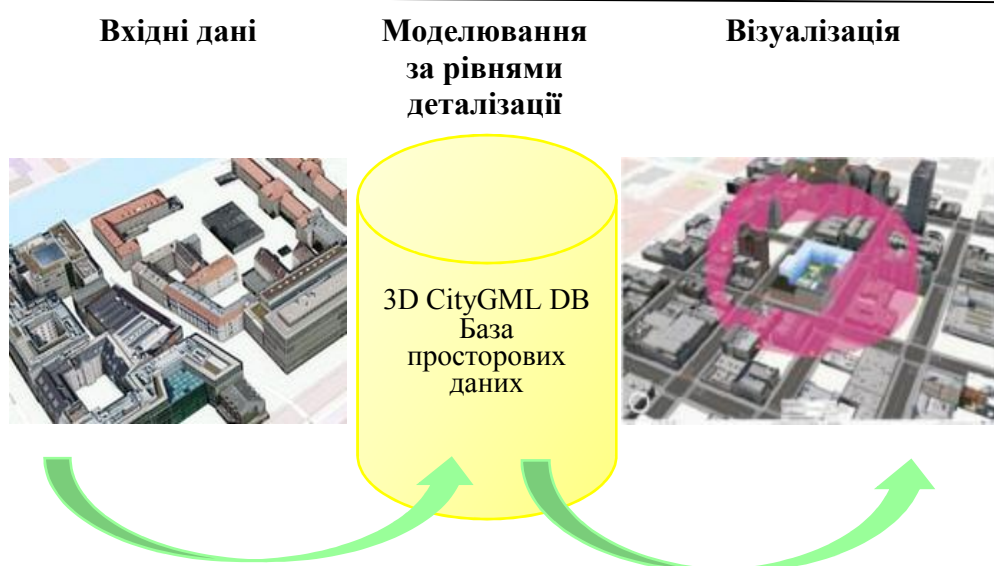 Вхідні дані
Моделювання
за рівнями
деталізації
Візуалізація
3D CityGML DB
База
просторових
даних